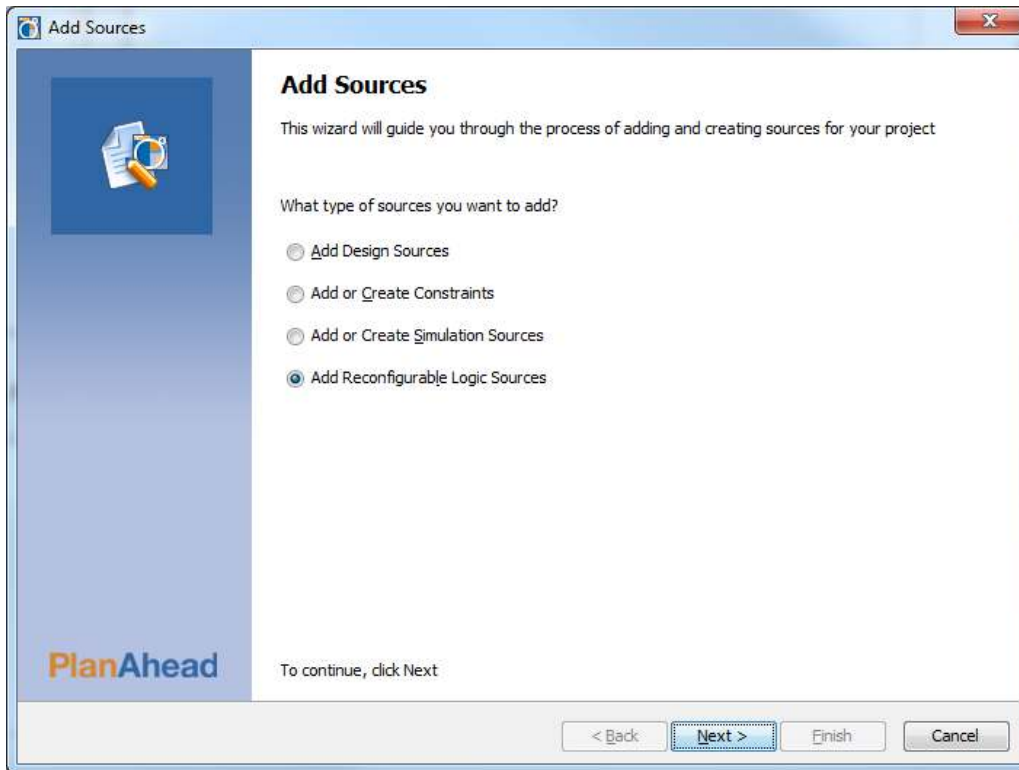 Add Sources
Add Sources
This wizard will guide you through the process of adding and creating sources for your project
What type of sources you want to add?
Add Design Sources
Add or Create Constraints
Add or Create Simulation Sources
Add Reconfigurable Logic Sources
PlanAhead
To continue, click Next
< Back Next > Finish Cancel